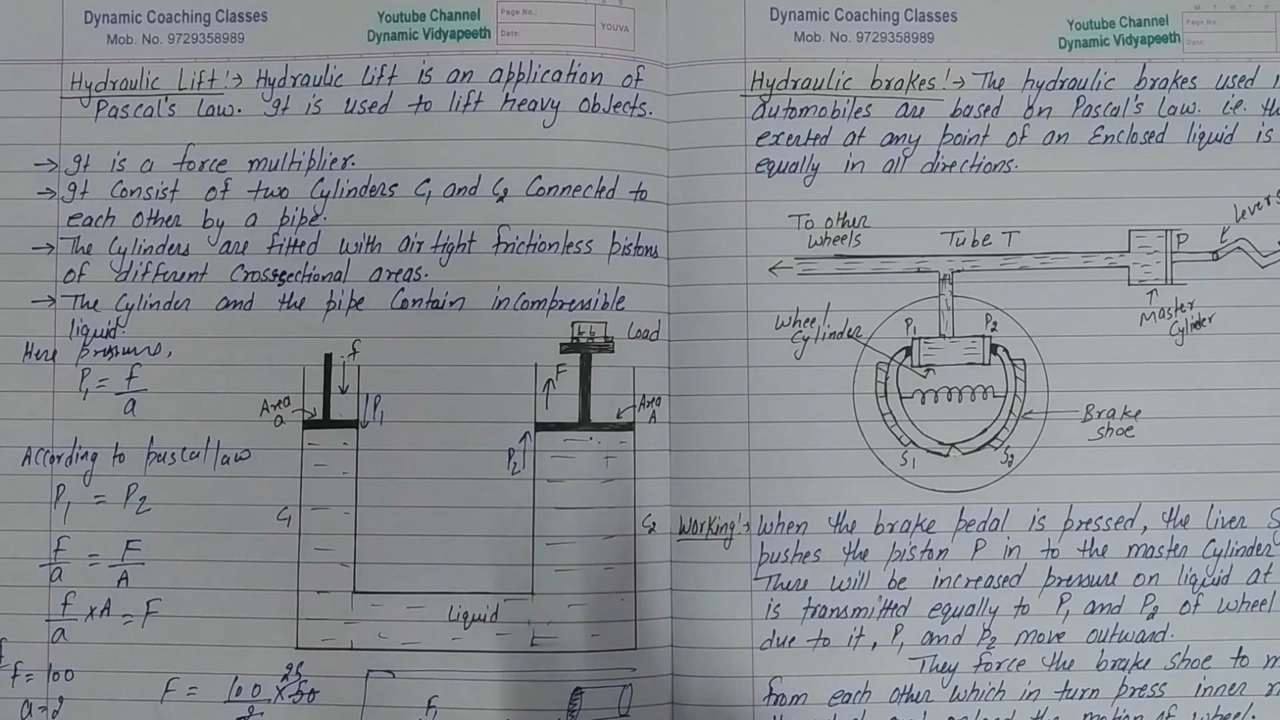 Dynamic Coaching Classes
Mob. No. 9729358989
Youtube Channel
Dynamic Vidyapeeth
Page No.:
Date:
YOUVA
Hydraulic Lift:→ Hydraulic Lift is an application of
Pascal's Law. It is used to lift heavy objects.
→ It is a force multiplier.
→ It Consist of two Cylinders C1 and C2 Connected to
each other by a pipe.
→ The Cylinders are fitted with air tight frictionless pistons
of different Crosssectional areas.
→ The Cylinder and the pipe Contain incompressible
liquid.
Here pressure,
P1 = f/a
According to pascal law
P1 = P2
f/a = F/A
f/a × A = F
f = 100
a = 2
F = 100/2 × 50
25
f
Area a
P1
C1
Load
F
Area A
P2
C2
Liquid
F1
Dynamic Coaching Classes
Mob. No. 9729358989
Youtube Channel
Dynamic Vidyapeeth
M T W T F
Page No.:
Date:
Hydraulic brakes:→ The hydraulic brakes used
automobiles are based on Pascal's Law. i.e.
exerted at any point of an Enclosed liquid is
equally in all directions.
To other
wheels
Tube T
P
Levers
Master
Cylinder
Wheel
Cylinder
P1
P2
Brake
shoe
S1
S2
Working:→ When the brake pedal is pressed, the liver S
pushes the piston P in to the master Cylinder
There will be increased pressure on liquid at
is transmitted equally to P1 and P2 of wheel
due to it, P1 and P2 move outward.
They force the brake shoe to
from each other which in turn press inner
the motion of wheel.